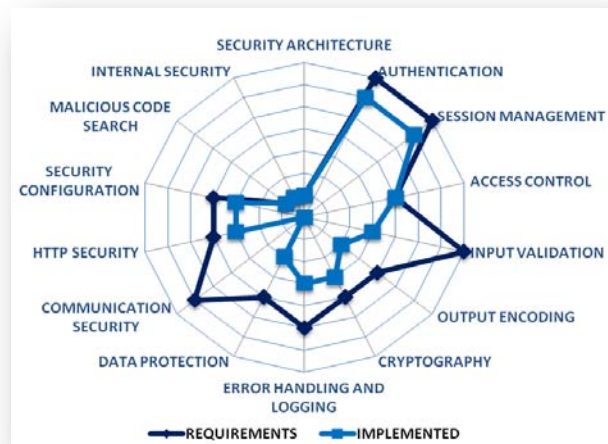 SECURITY ARCHITECTURE
AUTHENTICATION
SESSION MANAGEMENT
ACCESS CONTROL
INPUT VALIDATION
OUTPUT ENCODING
CRYPTOGRAPHY
ERROR HANDLING AND
LOGGING
DATA PROTECTION
COMMUNICATION
SECURITY
HTTP SECURITY
SECURITY
CONFIGURATION
MALICIOUS CODE
SEARCH
INTERNAL SECURITY
REQUIREMENTS
IMPLEMENTED